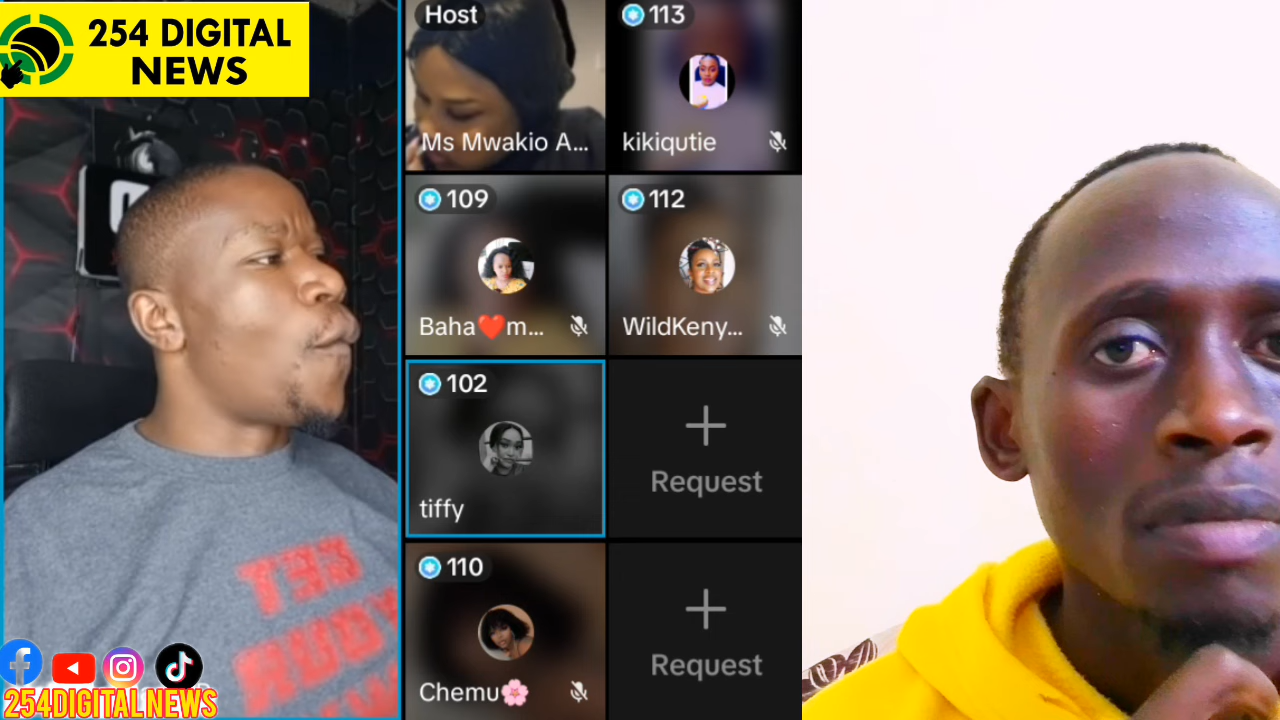 254 DIGITAL
NEWS
Host
Ms Mwakio A...
113
kikiqutie
109
Baha❤️m...
112
WildKeny...
102
tiffy
Request
110
Chemu🌸
Request
254DIGITALNEWS